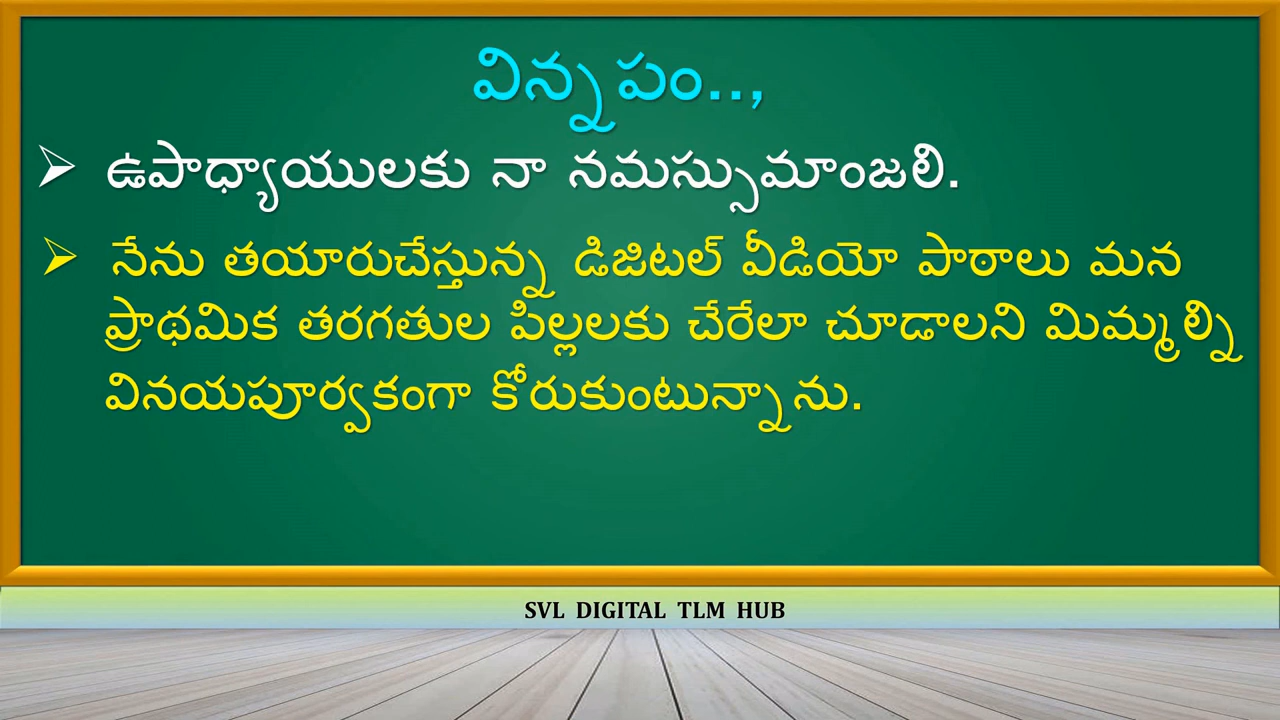 విన్నపం..,
➢ ఉపాధ్యాయులకు నా నమస్సుమాంజలి.
➢ నేను తయారుచేస్తున్న డిజిటల్ వీడియో పాఠాలు మన
ప్రాథమిక తరగతుల పిల్లలకు చేరేలా చూడాలని మిమ్మల్ని
వినయపూర్వకంగా కోరుకుంటున్నాను.
SVL DIGITAL TLM HUB